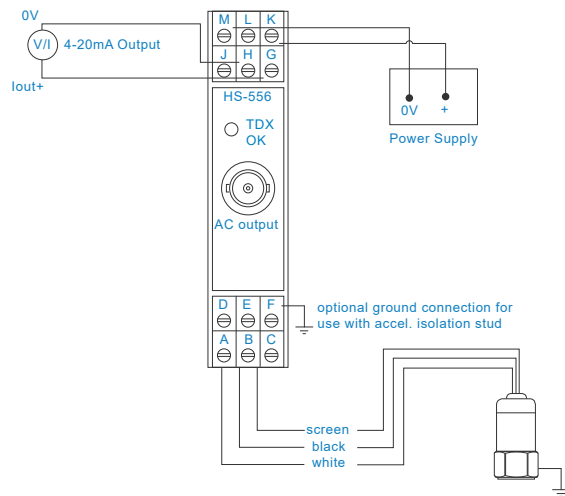 0V
V/I 4-20mA Output
Iout+
M L K
J H G
HS-556
TDX
OK
AC output
0V +
Power Supply
D E F
A B C
optional ground connection for
use with accel. isolation stud
screen
black
white